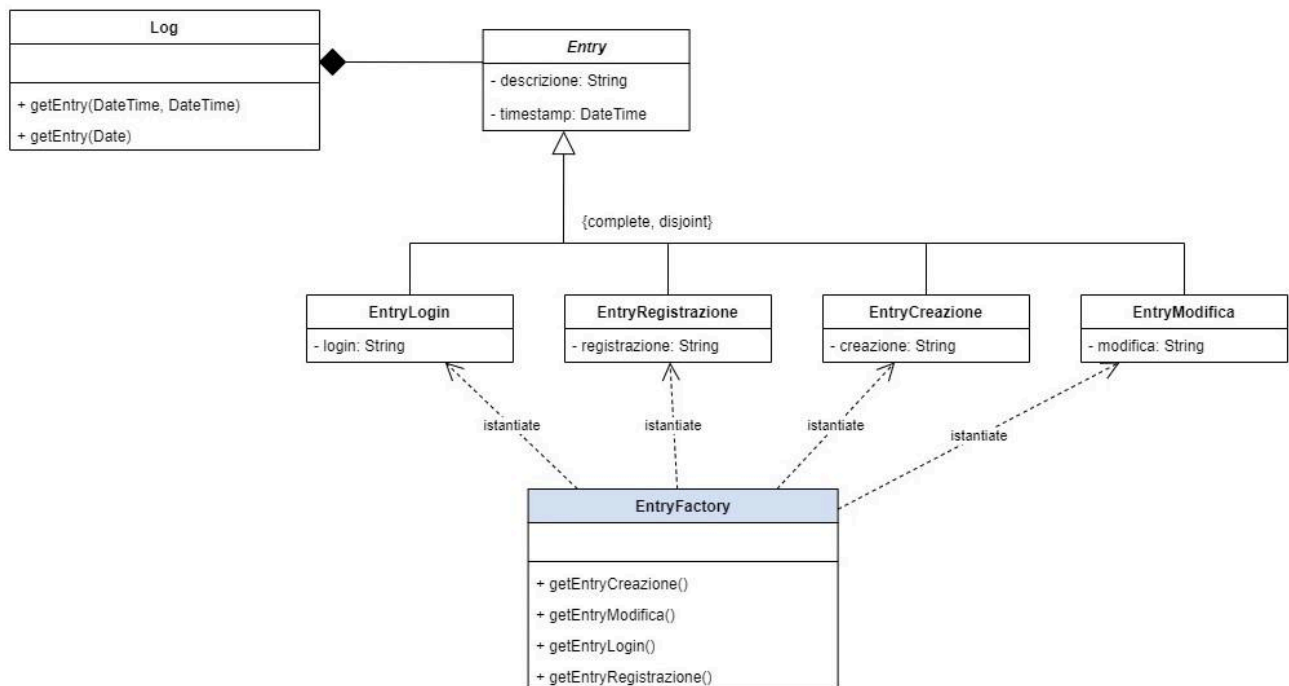 Log
+ getEntry(DateTime, DateTime)
+ getEntry(Date)
Entry
- descrizione: String
- timestamp: DateTime
{complete, disjoint}
EntryLogin
- login: String
EntryRegistrazione
- registrazione: String
EntryCreazione
- creazione: String
EntryModifica
- modifica: String
istantiate
istantiate
istantiate
istantiate
EntryFactory
+ getEntryCreazione()
+ getEntryModifica()
+ getEntryLogin()
+ getEntryRegistrazione()